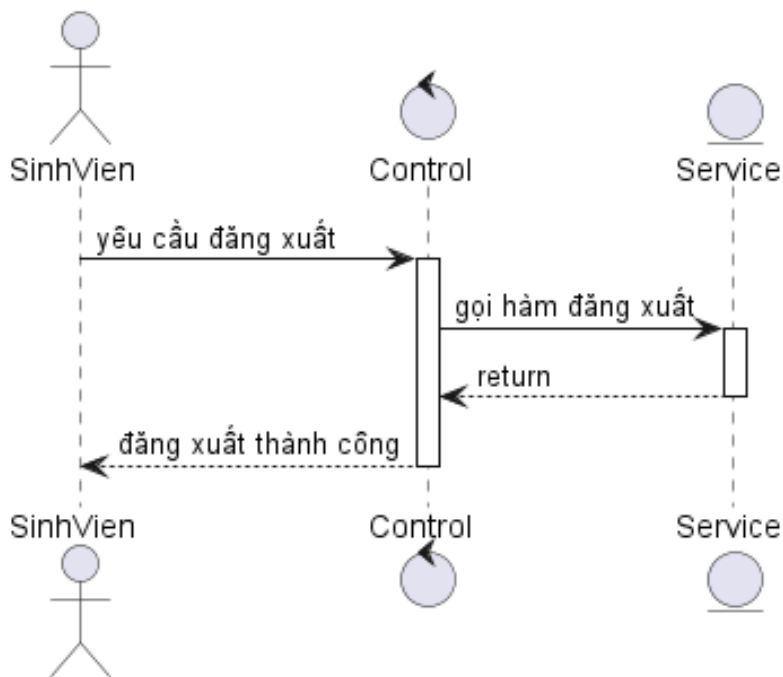 SinhVien
Control
Service
yêu cầu đăng xuất
gọi hàm đăng xuất
return
đăng xuất thành công
SinhVien
Control
Service